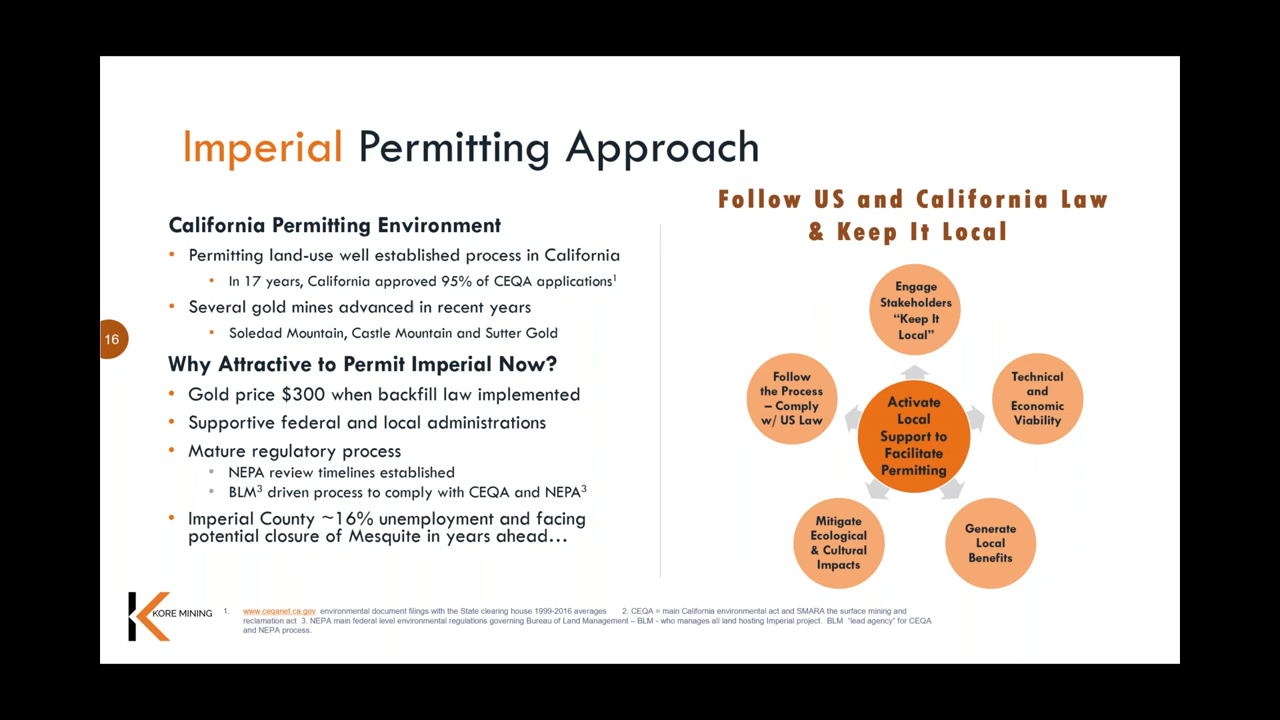 Imperial Permitting Approach
California Permitting Environment
• Permitting land-use well established process in California
• In 17 years, California approved 95% of CEQA applications¹
• Several gold mines advanced in recent years
• Soledad Mountain, Castle Mountain and Sutter Gold
Why Attractive to Permit Imperial Now?
• Gold price $300 when backfill law implemented
• Supportive federal and local administrations
• Mature regulatory process
• NEPA review timelines established
• BLM³ driven process to comply with CEQA and NEPA³
• Imperial County ~16% unemployment and facing
potential closure of Mesquite in years ahead…
16
Follow US and California Law
& Keep It Local
Engage
Stakeholders
“Keep It
Local”
Follow
the Process
– Comply
w/ US Law
Technical
and
Economic
Viability
Activate
Local
Support to
Facilitate
Permitting
Mitigate
Ecological
& Cultural
Impacts
Generate
Local
Benefits
KORE MINING
1. www.ceqanet.ca.gov environmental document filings with the State clearing house 1999-2016 averages 2. CEQA = main California environmental act and SMARA the surface mining and
reclamation act 3. NEPA main federal level environmental regulations governing Bureau of Land Management – BLM - who manages all land hosting Imperial project. BLM “lead agency” for CEQA
and NEPA process.